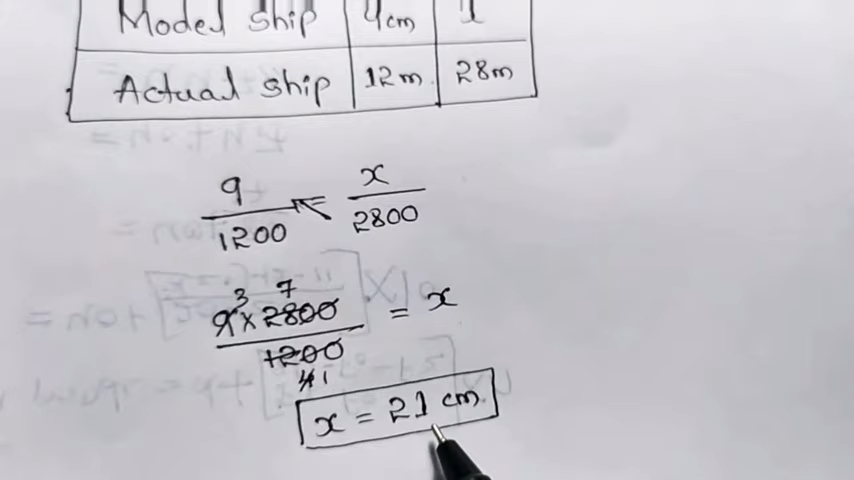 Model ship 9cm x
Actual ship 12m 28m
9/1200 = x/2800
9 × 2800 / 1200 = x
3 7
4 1
x = 21 cm